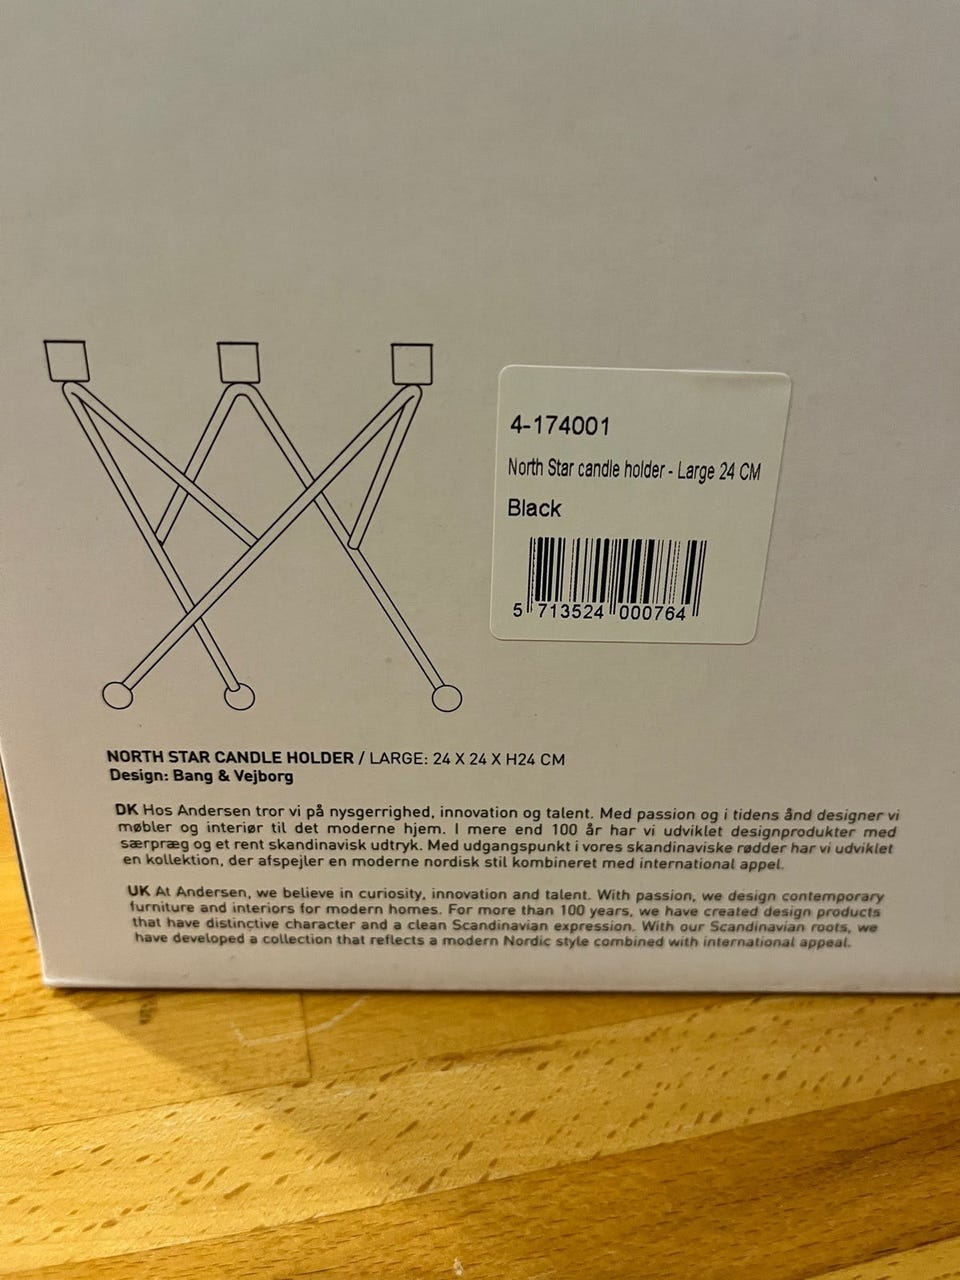 4-174001
North Star candle holder - Large 24 CM
Black
5 713524 000764
NORTH STAR CANDLE HOLDER / LARGE: 24 X 24 X H24 CM
Design: Bang & Vejborg
DK Hos Andersen tror vi på nysgerrighed, innovation og talent. Med passion og i tidens ånd designer vi
møbler og interiør til det moderne hjem. I mere end 100 år har vi udviklet designprodukter med
særpræg og et rent skandinavisk udtryk. Med udgangspunkt i vores skandinaviske rødder har vi udviklet
en kollektion, der afspejler en moderne nordisk stil kombineret med international appel.
UK At Andersen, we believe in curiosity, innovation and talent. With passion, we design contemporary
furniture and interiors for modern homes. For more than 100 years, we have created design products
that have distinctive character and a clean Scandinavian expression. With our Scandinavian roots, we
have developed a collection that reflects a modern Nordic style combined with international appeal.